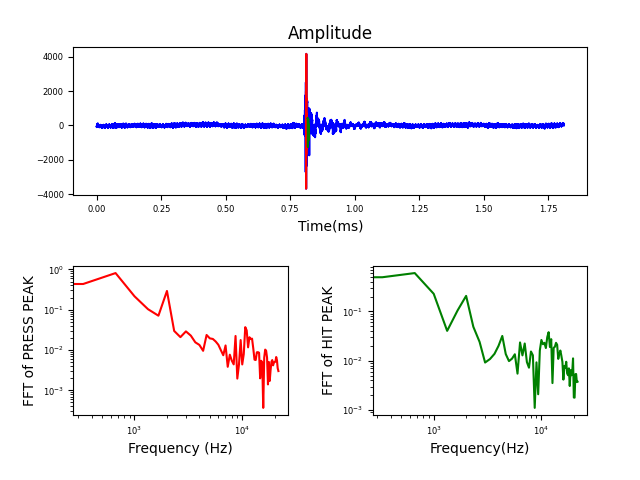 Amplitude
4000
2000
0
−2000
−4000
0.00 0.25 0.50 0.75 1.00 1.25 1.50 1.75
Time(ms)
FFT of PRESS PEAK
10⁰
10⁻¹
10⁻²
10⁻³
10³ 10⁴
Frequency (Hz)
FFT of HIT PEAK
10⁻¹
10⁻²
10⁻³
10³ 10⁴
Frequency(Hz)